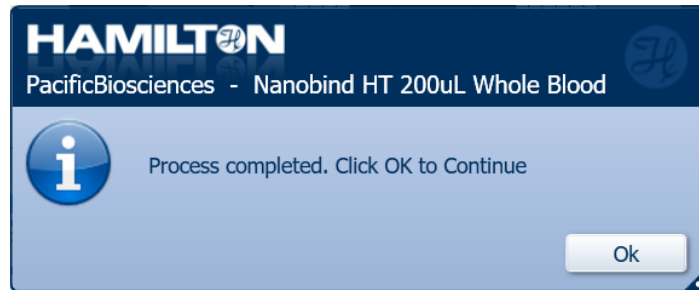 HAMILTON
PacificBiosciences - Nanobind HT 200uL Whole Blood
Process completed. Click OK to Continue
Ok